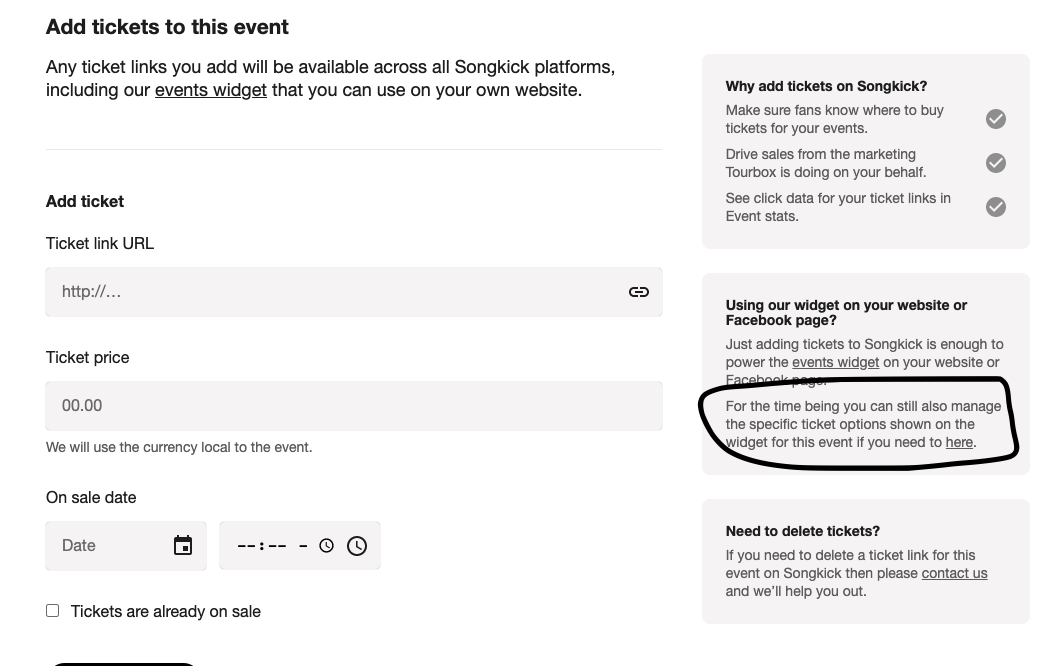 Add tickets to this event
Any ticket links you add will be available across all Songkick platforms,
including our events widget that you can use on your own website.
Add ticket
Ticket link URL
http://...
Ticket price
00.00
We will use the currency local to the event.
On sale date
Date
--:-- -
Tickets are already on sale
Why add tickets on Songkick?
Make sure fans know where to buy
tickets for your events.
Drive sales from the marketing
Tourbox is doing on your behalf.
See click data for your ticket links in
Event stats.
Using our widget on your website or
Facebook page?
Just adding tickets to Songkick is enough to
power the events widget on your website or
Facebook page.
For the time being you can still also manage
the specific ticket options shown on the
widget for this event if you need to here.
Need to delete tickets?
If you need to delete a ticket link for this
event on Songkick then please contact us
and we'll help you out.